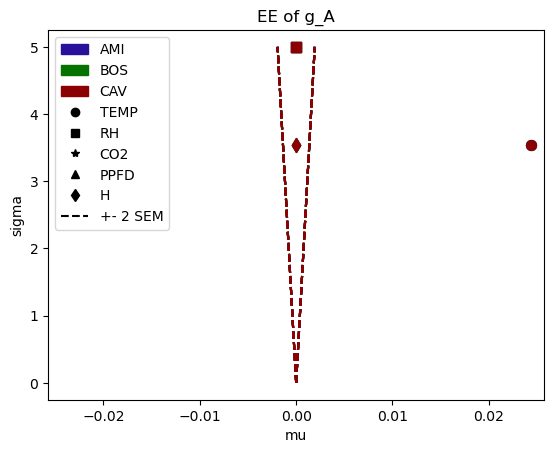 EE of g_A
5
4
3
2
1
0
sigma
AMI
BOS
CAV
TEMP
RH
CO2
PPFD
H
+- 2 SEM
−0.02 −0.01 0.00 0.01 0.02
mu